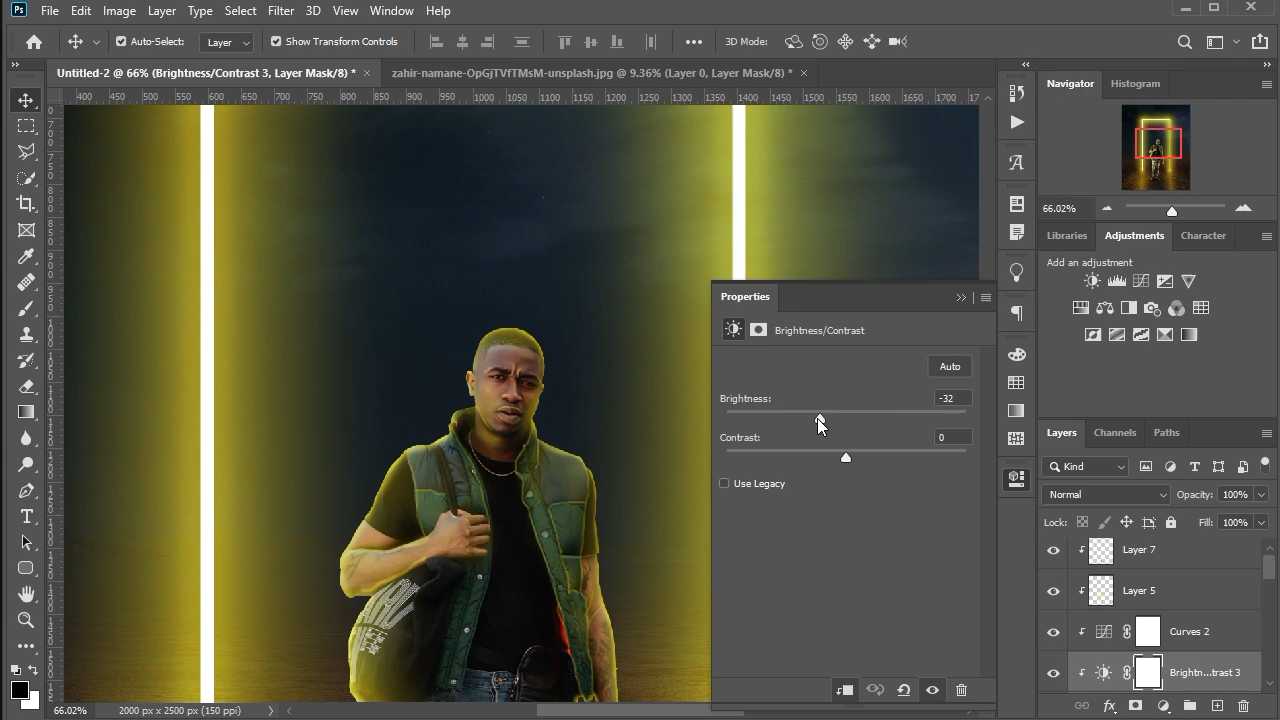 Ps File Edit Image Layer Type Select Filter 3D View Window Help
Auto-Select: Layer Show Transform Controls 3D Mode:
Untitled-2 @ 66% (Brightness/Contrast 3, Layer Mask/8) * × zahir-namane-OpGjTVfTMsM-unsplash.jpg @ 9.36% (Layer 0, Layer Mask/8) * ×
400 450 500 550 600 650 700 750 800 850 900 950 1000 1050 1100 1150 1200 1250 1300 1350 1400 1450 1500 1550 1600 1650 1700
Navigator Histogram
66.02%
Libraries Adjustments Character
Add an adjustment
Properties
Brightness/Contrast
Auto
Brightness: -32
Contrast: 0
Use Legacy
Layers Channels Paths
Kind
Normal Opacity: 100%
Lock: Fill: 100%
Layer 7
Layer 5
Curves 2
Brightn...trast 3
66.02% 2000 px x 2500 px (150 ppi)